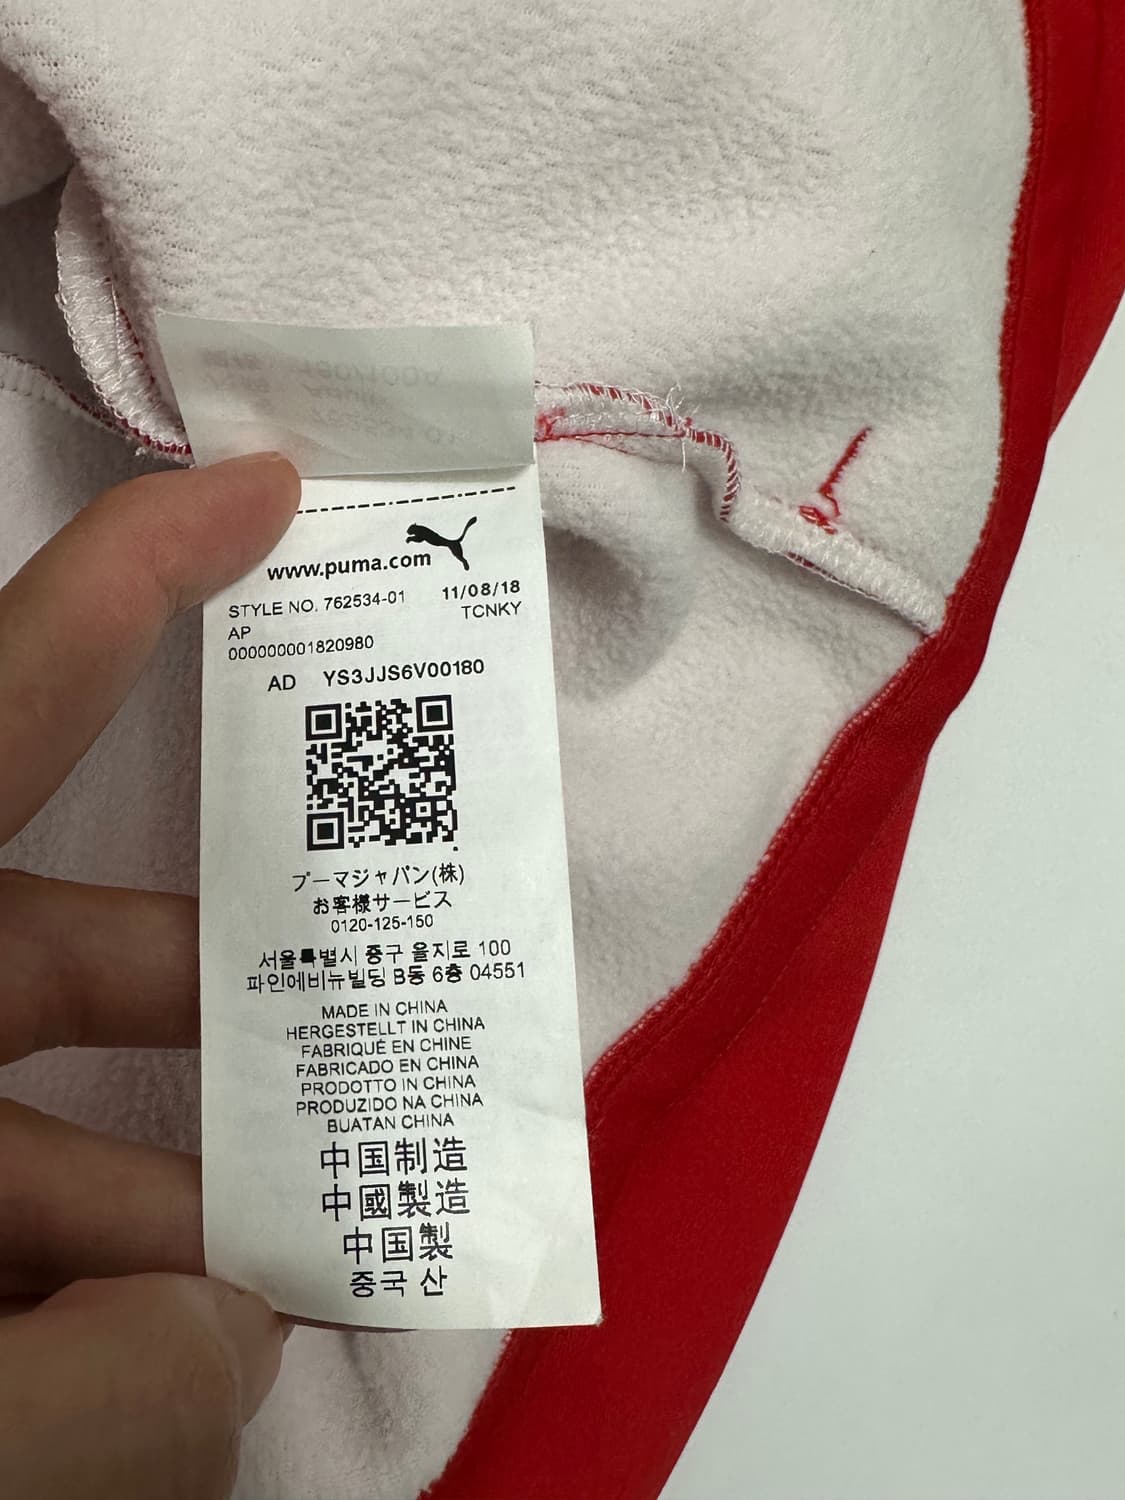 www.puma.com
STYLE NO. 762534-01 11/08/18
AP TCNKY
000000001820980
AD YS3JJS6V00180
プーマジャパン(株)
お客様サービス
0120-125-150
서울특별시 중구 을지로 100
파인에비뉴빌딩 B동 6층 04551
MADE IN CHINA
HERGESTELLT IN CHINA
FABRIQUÉ EN CHINE
FABRICADO EN CHINA
PRODOTTO IN CHINA
PRODUZIDO NA CHINA
BUATAN CHINA
中国制造
中國製造
中国製
중국 산